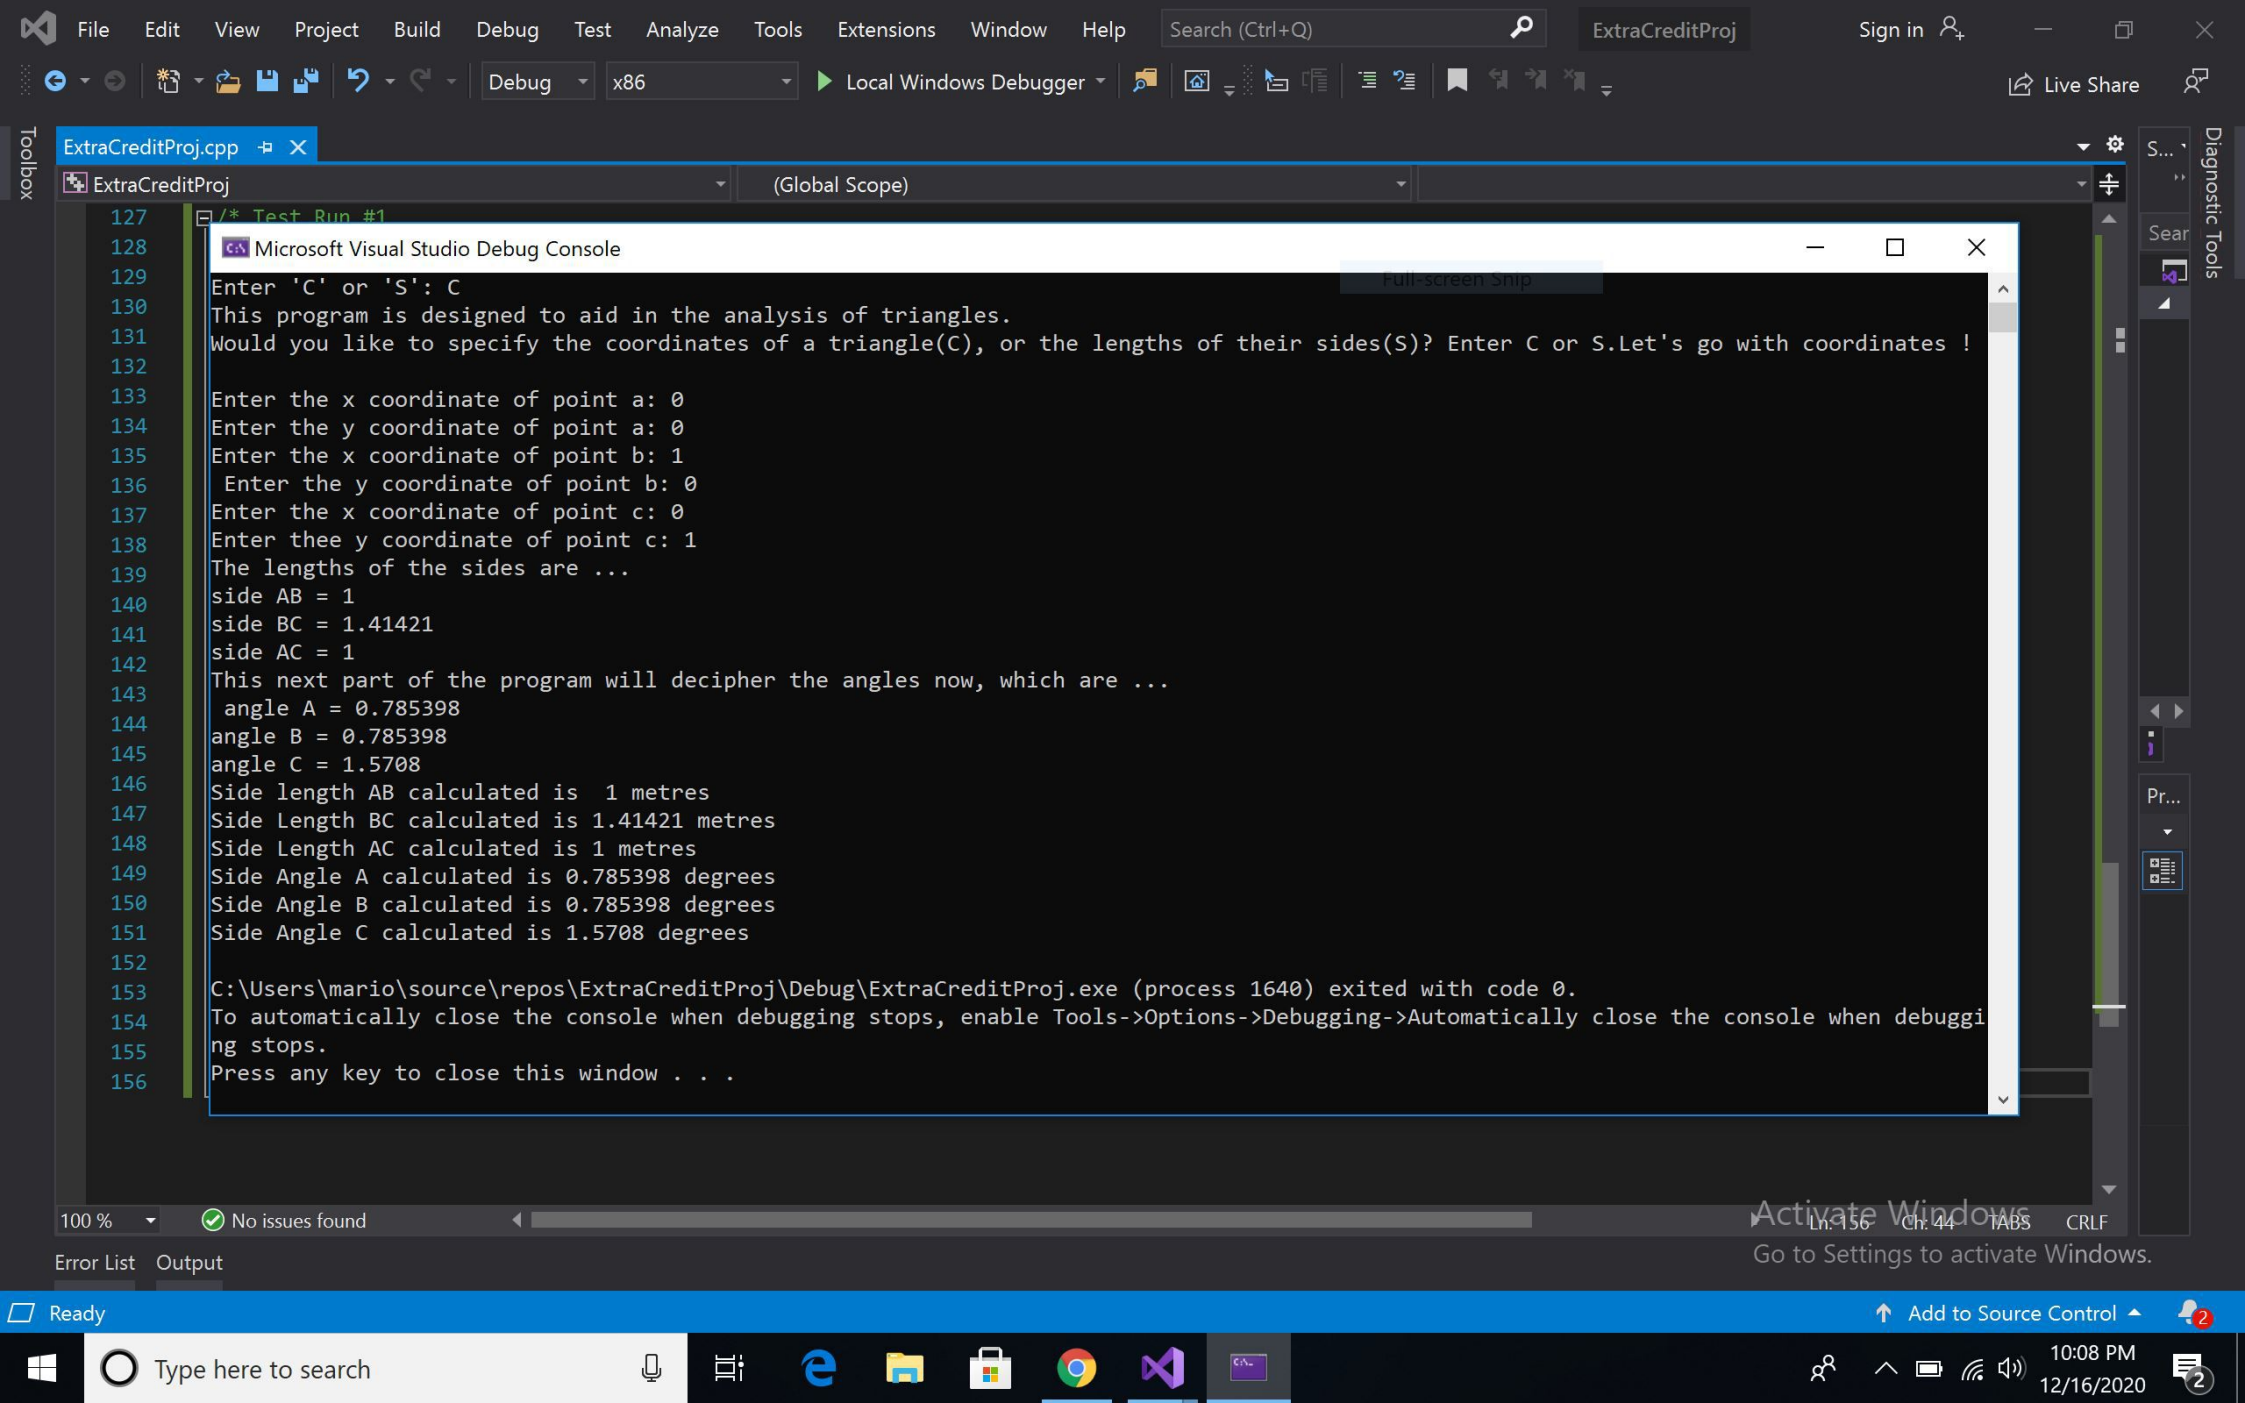 File Edit View Project Build Debug Test Analyze Tools Extensions Window Help Search (Ctrl+Q) ExtraCreditProj Sign in
Debug x86 Local Windows Debugger Live Share
Toolbox
ExtraCreditProj.cpp
S...
Diagnostic Tools
ExtraCreditProj (Global Scope)
127 /* Test Run #1
Sear
128
129
130
131
132
133
134
135
136
137
138
139
140
141
142
143
144
145
146
147
148
149
150
151
152
153
154
155
156
Microsoft Visual Studio Debug Console
Full-screen Snip
Enter 'C' or 'S': C
This program is designed to aid in the analysis of triangles.
Would you like to specify the coordinates of a triangle(C), or the lengths of their sides(S)? Enter C or S.Let's go with coordinates !
Enter the x coordinate of point a: 0
Enter the y coordinate of point a: 0
Enter the x coordinate of point b: 1
Enter the y coordinate of point b: 0
Enter the x coordinate of point c: 0
Enter thee y coordinate of point c: 1
The lengths of the sides are ...
side AB = 1
side BC = 1.41421
side AC = 1
This next part of the program will decipher the angles now, which are ...
angle A = 0.785398
angle B = 0.785398
angle C = 1.5708
Side length AB calculated is  1 metres
Side Length BC calculated is 1.41421 metres
Side Length AC calculated is 1 metres
Side Angle A calculated is 0.785398 degrees
Side Angle B calculated is 0.785398 degrees
Side Angle C calculated is 1.5708 degrees
C:\Users\mario\source\repos\ExtraCreditProj\Debug\ExtraCreditProj.exe (process 1640) exited with code 0.
To automatically close the console when debugging stops, enable Tools->Options->Debugging->Automatically close the console when debuggi
ng stops.
Press any key to close this window . . .
Pr...
100 % No issues found Ln: 156 Ch: 44 TABS CRLF
Activate Windows
Go to Settings to activate Windows.
Error List Output
Ready Add to Source Control 2
Type here to search
10:08 PM
12/16/2020
2